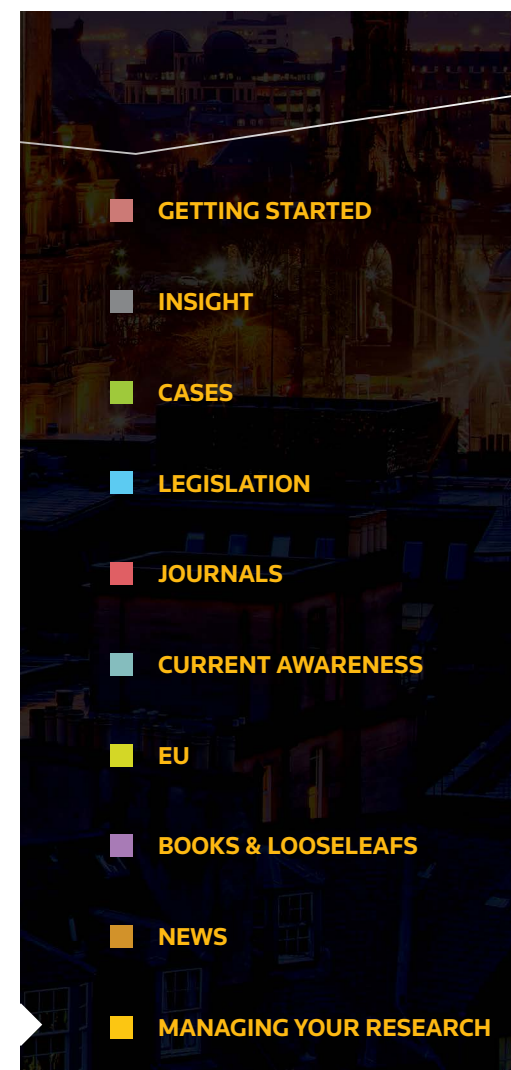 GETTING STARTED
INSIGHT
CASES
LEGISLATION
JOURNALS
CURRENT AWARENESS
EU
BOOKS & LOOSELEAFS
NEWS
MANAGING YOUR RESEARCH